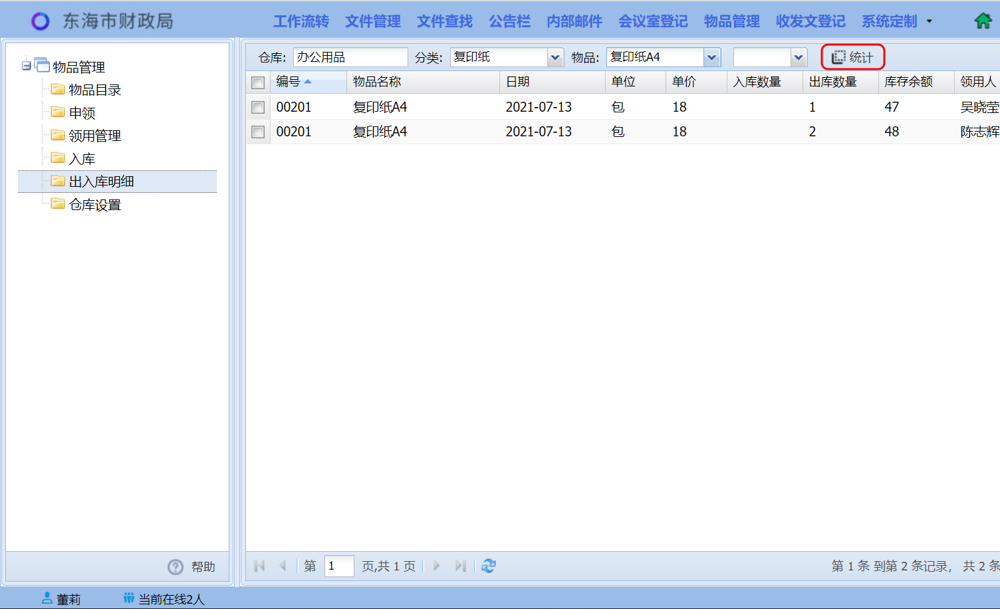 东海市财政局 工作流转 文件管理 文件查找 公告栏 内部邮件 会议室登记 物品管理 收发文登记 系统定制
物品管理
物品目录
申领
领用管理
入库
出入库明细
仓库设置
帮助
仓库: 办公用品 分类: 复印纸 物品: 复印纸A4 统计
编号 物品名称 日期 单位 单价 入库数量 出库数量 库存余额 领用人
00201 复印纸A4 2021-07-13 包 18 1 47 吴晓莹
00201 复印纸A4 2021-07-13 包 18 2 48 陈志辉
第 1 页,共 1 页 第 1 条 到第 2 条记录, 共 2 条
董莉 当前在线2人